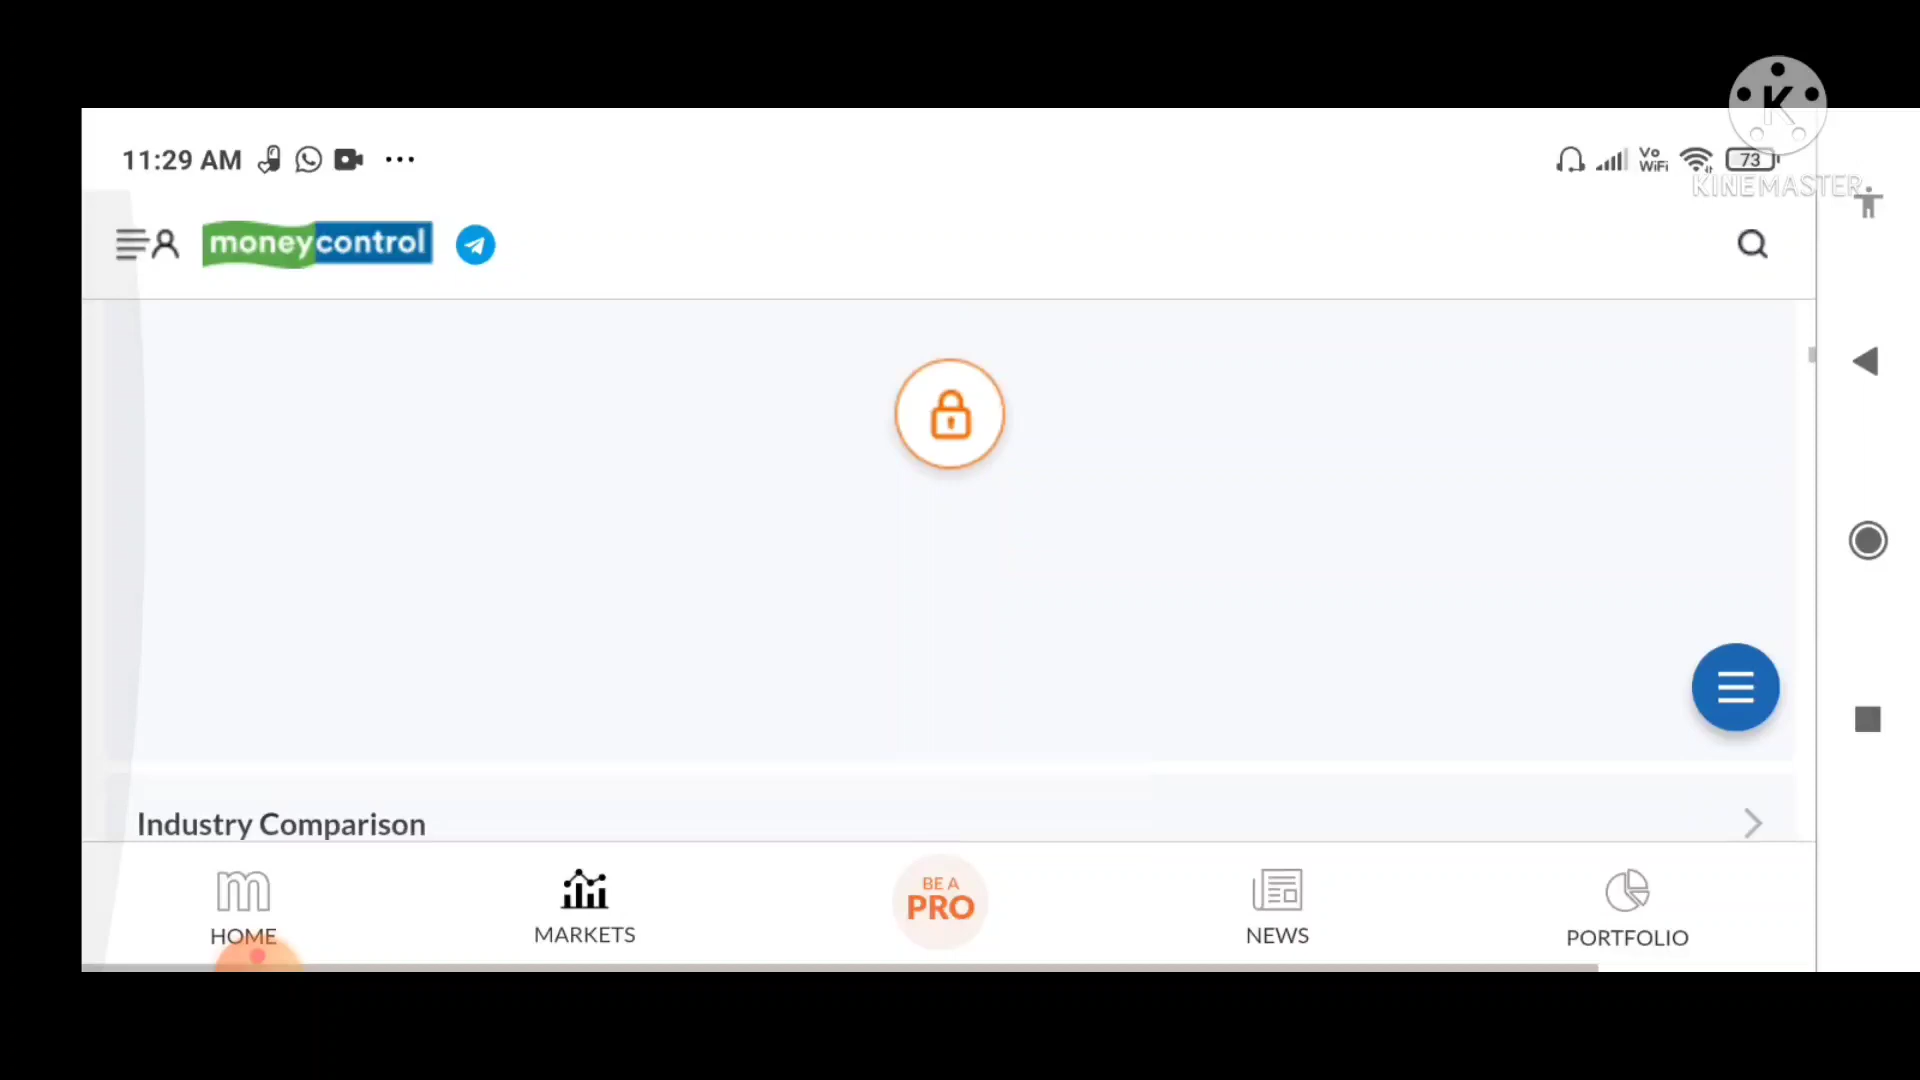 11:29 AM
Vo
WiFi
73
KINEMASTER
moneycontrol
Industry Comparison
HOME
MARKETS
BE A
PRO
NEWS
PORTFOLIO